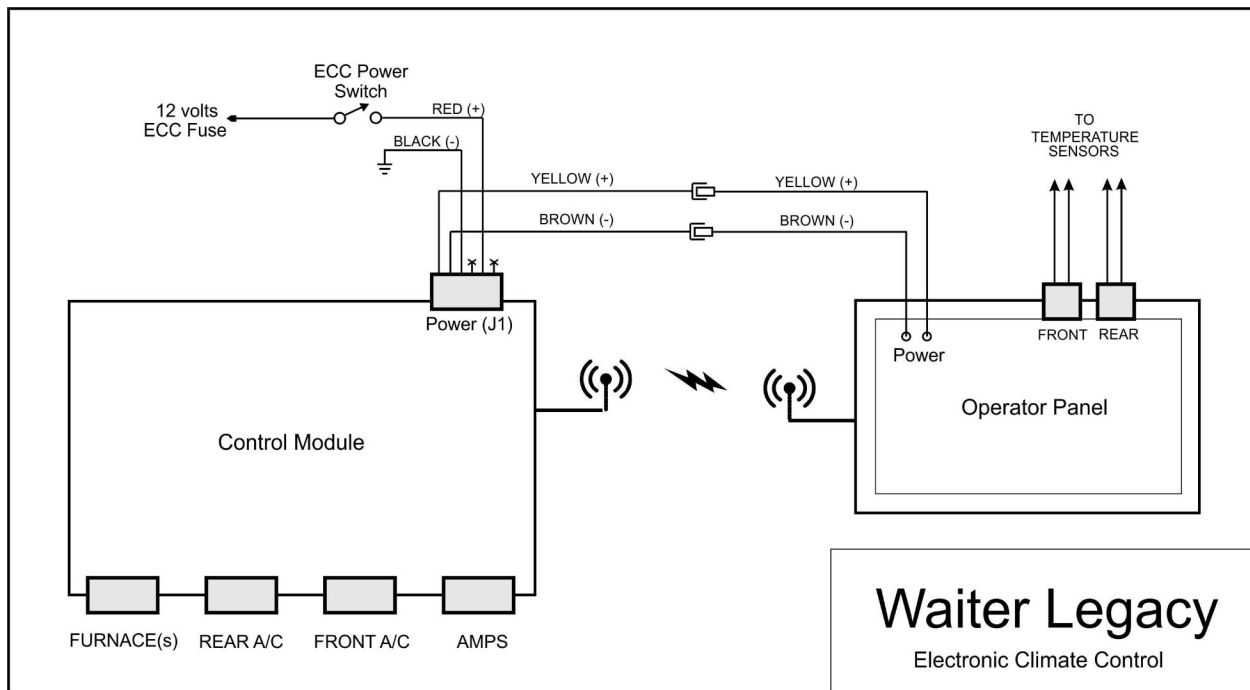 ECC Power
Switch
12 volts
ECC Fuse
RED (+)
BLACK (-)
YELLOW (+)
YELLOW (+)
BROWN (-)
BROWN (-)
TO
TEMPERATURE
SENSORS
Power (J1)
FRONT
REAR
Power
Operator Panel
Control Module
FURNACE(s)
REAR A/C
FRONT A/C
AMPS
Waiter Legacy
Electronic Climate Control